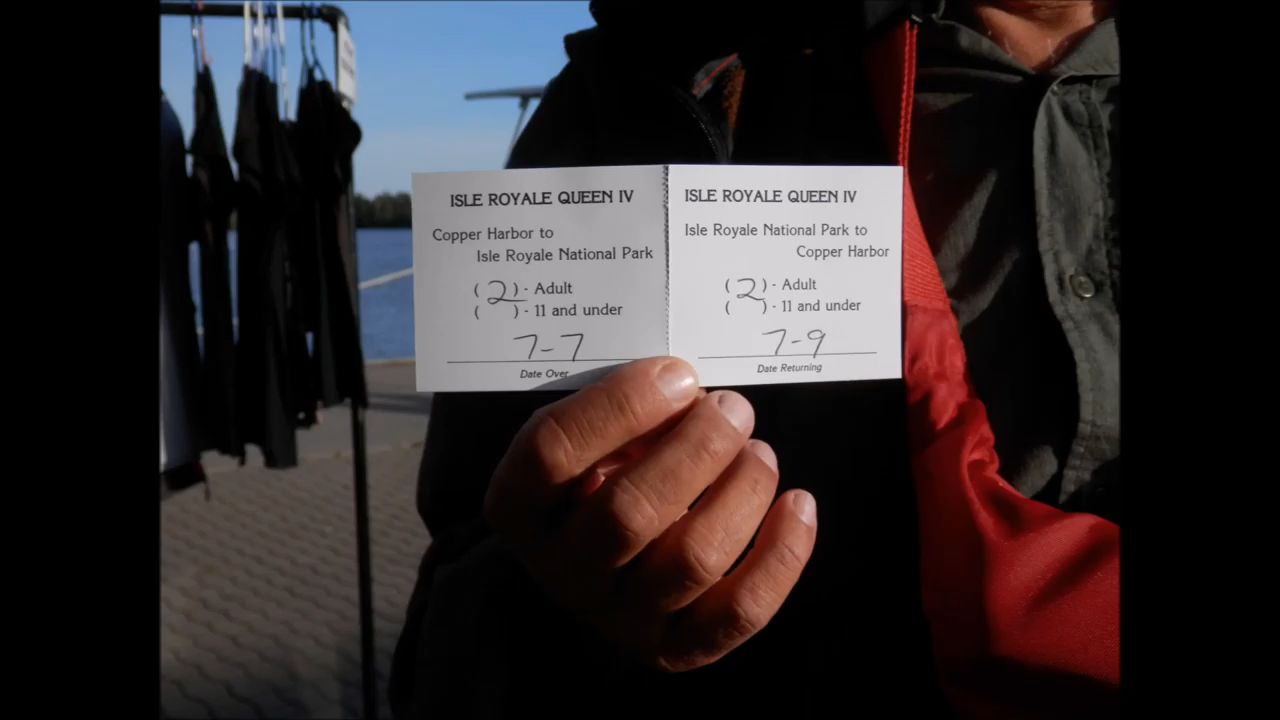 ISLE ROYALE QUEEN IV
Copper Harbor to
Isle Royale National Park
(2) - Adult
( ) - 11 and under
7-7
Date Over
ISLE ROYALE QUEEN IV
Isle Royale National Park to
Copper Harbor
(2) - Adult
( ) - 11 and under
7-9
Date Returning